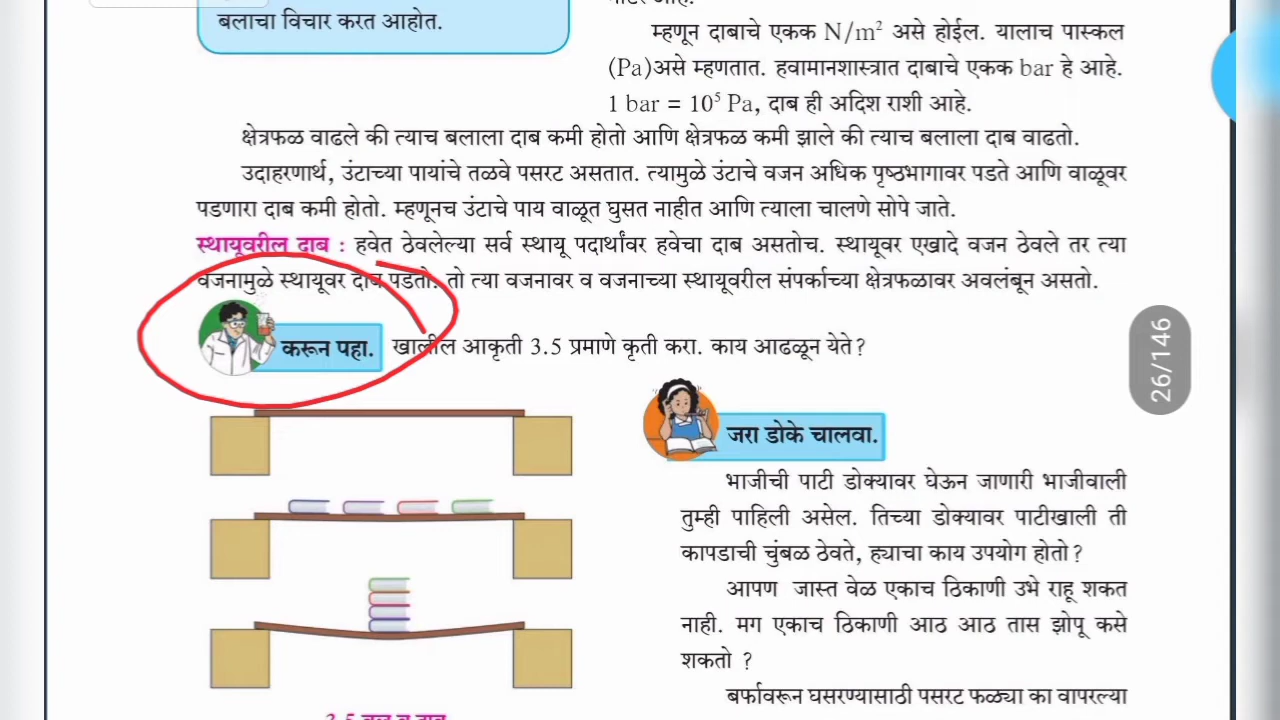 बलाचा विचार करत आहोत.
म्हणून दाबाचे एकक N/m² असे होईल. यालाच पास्कल
(Pa)असे म्हणतात. हवामानशास्त्रात दाबाचे एकक bar हे आहे.
1 bar = 10⁵ Pa, दाब ही अदिश राशी आहे.
क्षेत्रफळ वाढले की त्याच बलाला दाब कमी होतो आणि क्षेत्रफळ कमी झाले की त्याच बलाला दाब वाढतो.
उदाहरणार्थ, उंटाच्या पायांचे तळवे पसरट असतात. त्यामुळे उंटाचे वजन अधिक पृष्ठभागावर पडते आणि वाळूवर
पडणारा दाब कमी होतो. म्हणूनच उंटाचे पाय वाळूत घुसत नाहीत आणि त्याला चालणे सोपे जाते.
स्थायूवरील दाब : हवेत ठेवलेल्या सर्व स्थायू पदार्थांवर हवेचा दाब असतोच. स्थायूवर एखादे वजन ठेवले तर त्या
वजनामुळे स्थायूवर दाब पडतो. तो त्या वजनावर व वजनाच्या स्थायूवरील संपर्काच्या क्षेत्रफळावर अवलंबून असतो.
करून पहा. खालील आकृती 3.5 प्रमाणे कृती करा. काय आढळून येते?
26/146
जरा डोके चालवा.
भाजीची पाटी डोक्यावर घेऊन जाणारी भाजीवाली
तुम्ही पाहिली असेल. तिच्या डोक्यावर पाटीखाली ती
कापडाची चुंबळ ठेवते, ह्याचा काय उपयोग होतो?
आपण जास्त वेळ एकाच ठिकाणी उभे राहू शकत
नाही. मग एकाच ठिकाणी आठ आठ तास झोपू कसे
शकतो ?
बर्फावरून घसरण्यासाठी पसरट फळ्या का वापरल्या
3.5 बल व दाब